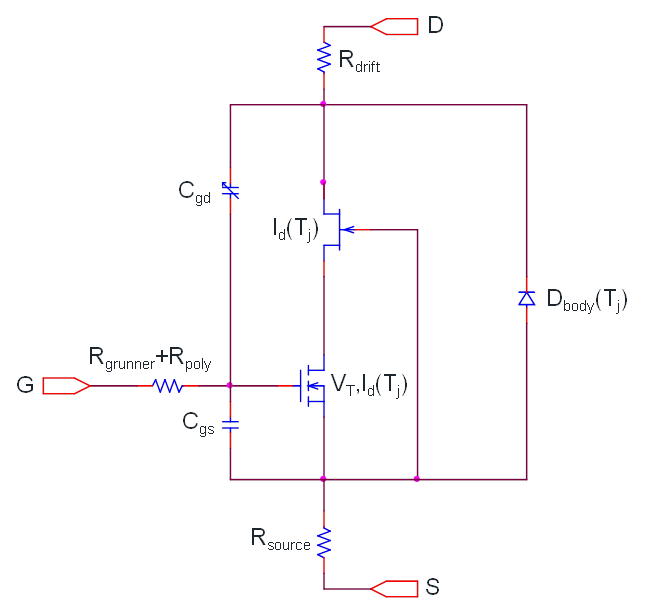 D
Rdrift
Cgd
Id(Tj)
Dbody(Tj)
Rgrunner+Rpoly
G
VT,Id(Tj)
Cgs
Rsource
S